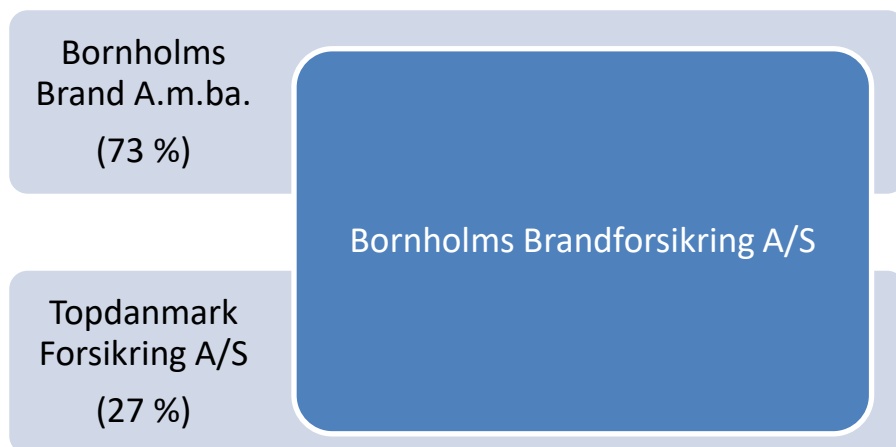 Bornholms
Brand A.m.ba.
(73 %)
Bornholms Brandforsikring A/S
Topdanmark
Forsikring A/S
(27 %)